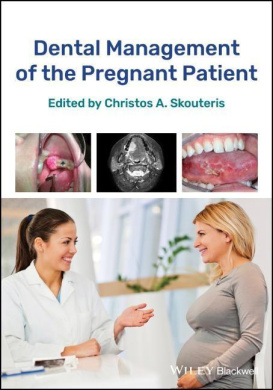 Dental Management
of the Pregnant Patient
Edited by Christos A. Skouteris
WILEY Blackwell